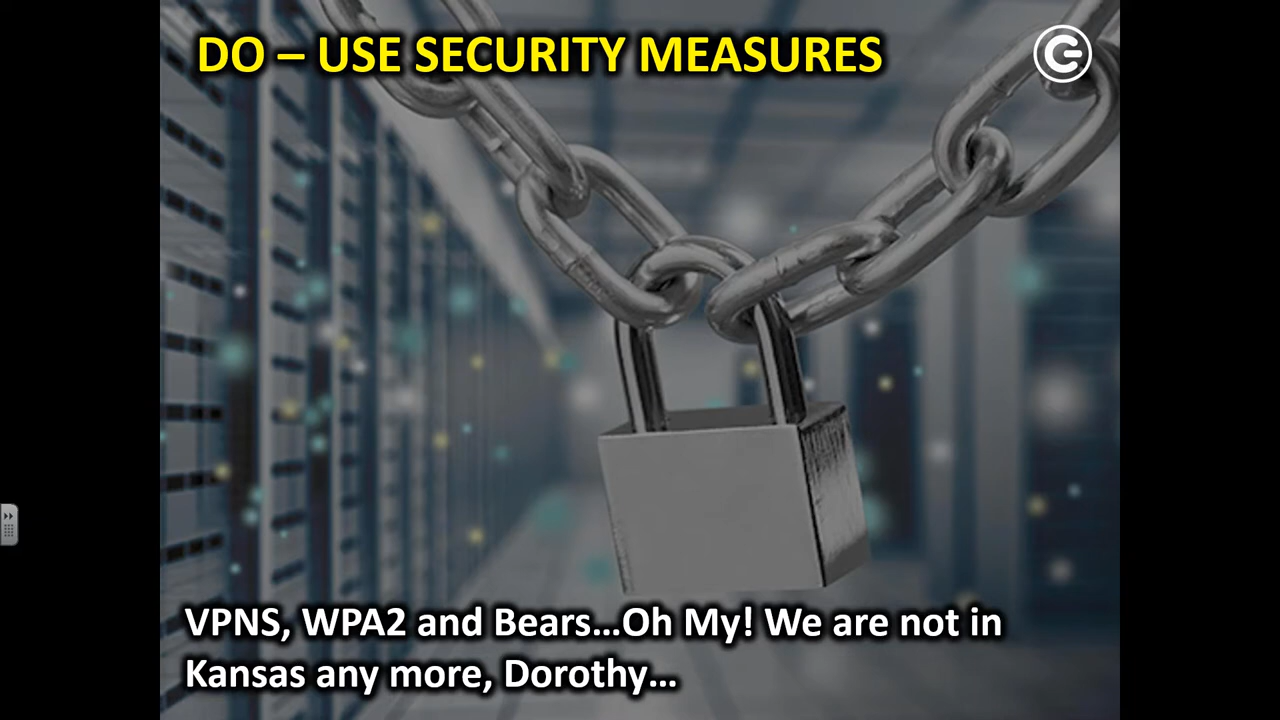 DO – USE SECURITY MEASURES
VPNS, WPA2 and Bears…Oh My! We are not in
Kansas any more, Dorothy…